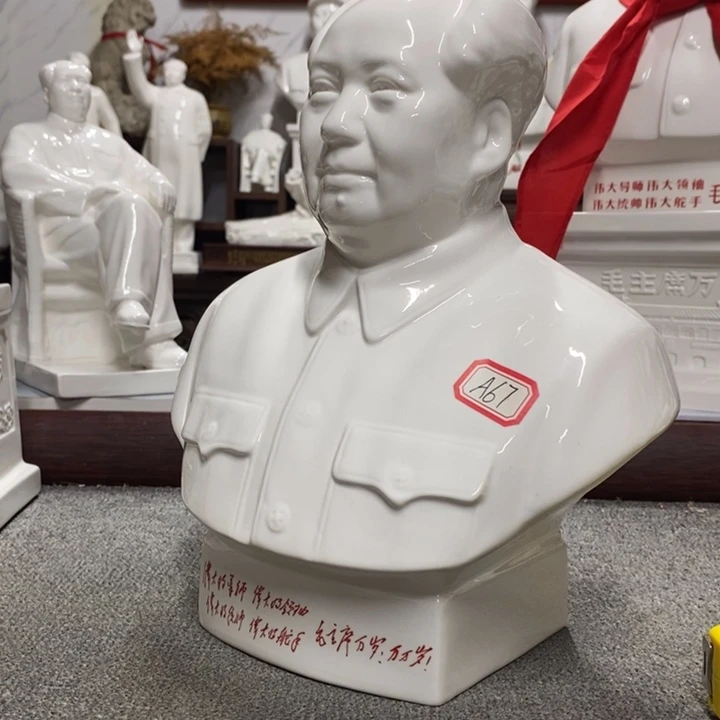 伟大导师伟大领袖
伟大统帅伟大舵手
毛
毛主席万
A67
伟大的导师 伟大的领袖
伟大的统帅 伟大的舵手 毛主席万岁!万万岁!